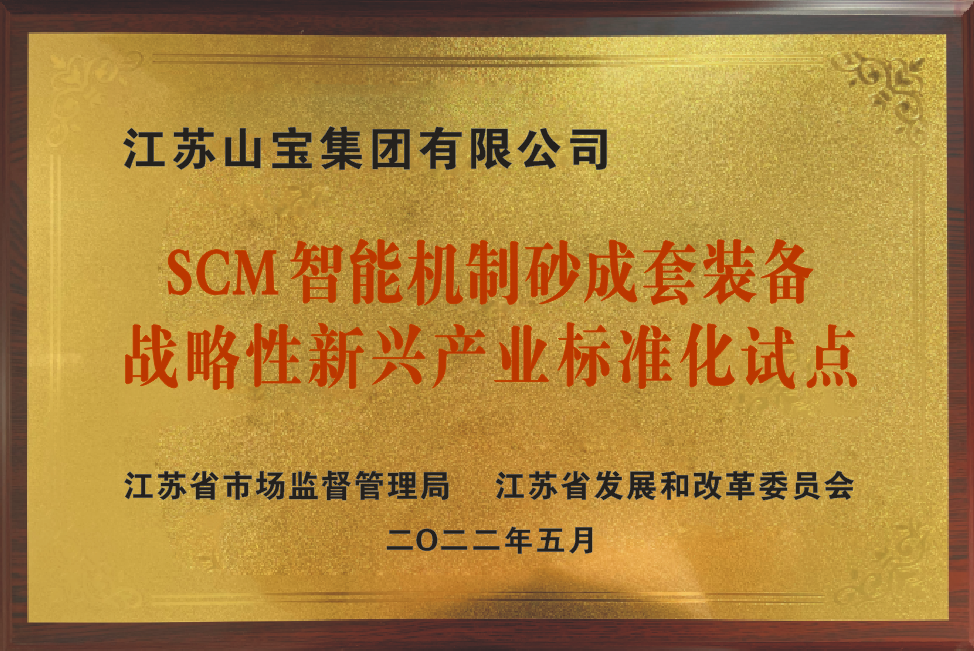 江苏山宝集团有限公司
SCM智能机制砂成套装备
战略性新兴产业标准化试点
江苏省市场监督管理局 江苏省发展和改革委员会
二〇二二年五月